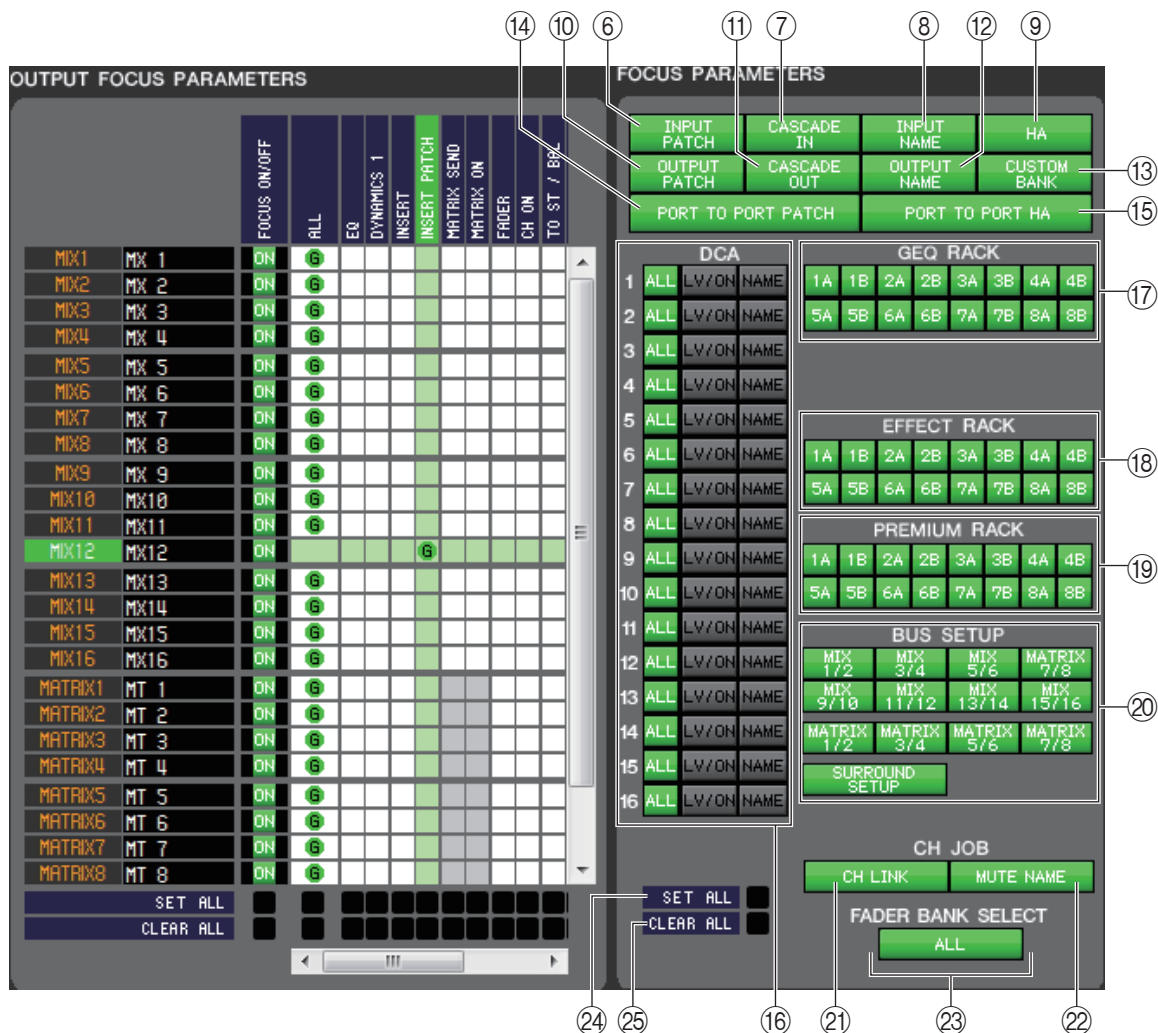 ⑭ ⑩ ⑥ ⑪ ⑦ ⑧ ⑫ ⑨
OUTPUT FOCUS PARAMETERS
FOCUS ON/OFF
ALL
EQ
DYNAMICS 1
INSERT
INSERT PATCH
MATRIX SEND
MATRIX ON
FADER
CH ON
TO ST / BAL
MIX1 MX 1 ON G
MIX2 MX 2 ON G
MIX3 MX 3 ON G
MIX4 MX 4 ON G
MIX5 MX 5 ON G
MIX6 MX 6 ON G
MIX7 MX 7 ON G
MIX8 MX 8 ON G
MIX9 MX 9 ON G
MIX10 MX10 ON G
MIX11 MX11 ON G
MIX12 MX12 ON G
MIX13 MX13 ON G
MIX14 MX14 ON G
MIX15 MX15 ON G
MIX16 MX16 ON G
MATRIX1 MT 1 ON G
MATRIX2 MT 2 ON G
MATRIX3 MT 3 ON G
MATRIX4 MT 4 ON G
MATRIX5 MT 5 ON G
MATRIX6 MT 6 ON G
MATRIX7 MT 7 ON G
MATRIX8 MT 8 ON G
SET ALL
CLEAR ALL
FOCUS PARAMETERS
INPUT PATCH CASCADE IN INPUT NAME HA
OUTPUT PATCH CASCADE OUT OUTPUT NAME CUSTOM BANK ⑬
PORT TO PORT PATCH PORT TO PORT HA ⑮
DCA
1 ALL LV/ON NAME
2 ALL LV/ON NAME
3 ALL LV/ON NAME
4 ALL LV/ON NAME
5 ALL LV/ON NAME
6 ALL LV/ON NAME
7 ALL LV/ON NAME
8 ALL LV/ON NAME
9 ALL LV/ON NAME
10 ALL LV/ON NAME
11 ALL LV/ON NAME
12 ALL LV/ON NAME
13 ALL LV/ON NAME
14 ALL LV/ON NAME
15 ALL LV/ON NAME
16 ALL LV/ON NAME
GEQ RACK
1A 1B 2A 2B 3A 3B 4A 4B ⑰
5A 5B 6A 6B 7A 7B 8A 8B
EFFECT RACK
1A 1B 2A 2B 3A 3B 4A 4B ⑱
5A 5B 6A 6B 7A 7B 8A 8B
PREMIUM RACK
1A 1B 2A 2B 3A 3B 4A 4B ⑲
5A 5B 6A 6B 7A 7B 8A 8B
BUS SETUP
MIX 1/2 MIX 3/4 MIX 5/6 MATRIX 7/8
MIX 9/10 MIX 11/12 MIX 13/14 MIX 15/16 ⑳
MATRIX 1/2 MATRIX 3/4 MATRIX 5/6 MATRIX 7/8
SURROUND SETUP
CH JOB
CH LINK MUTE NAME
FADER BANK SELECT
ALL
SET ALL
CLEAR ALL
㉔ ㉕ ⑯ ㉑ ㉓ ㉒